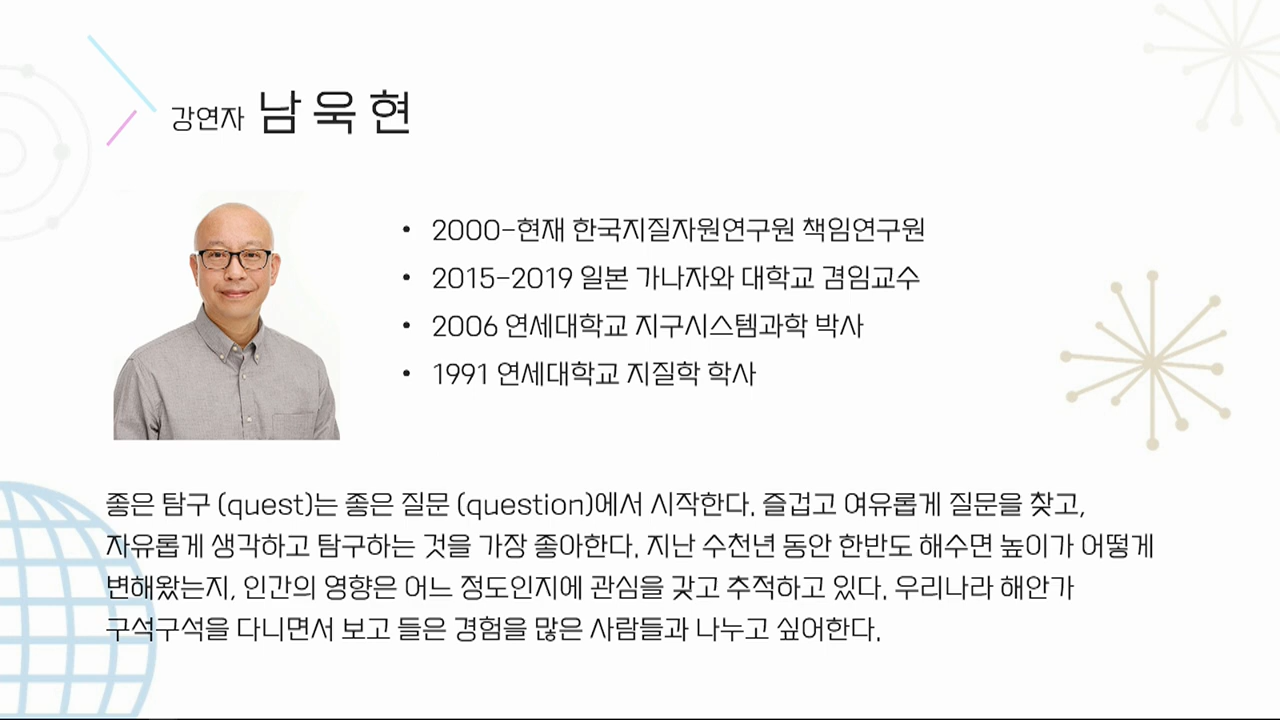 강연자 남욱현
• 2000-현재 한국지질자원연구원 책임연구원
• 2015-2019 일본 가나자와 대학교 겸임교수
• 2006 연세대학교 지구시스템과학 박사
• 1991 연세대학교 지질학 학사
좋은 탐구 (quest)는 좋은 질문 (question)에서 시작한다. 즐겁고 여유롭게 질문을 찾고,
자유롭게 생각하고 탐구하는 것을 가장 좋아한다. 지난 수천년 동안 한반도 해수면 높이가 어떻게
변해왔는지, 인간의 영향은 어느 정도인지에 관심을 갖고 추적하고 있다. 우리나라 해안가
구석구석을 다니면서 보고 들은 경험을 많은 사람들과 나누고 싶어한다.